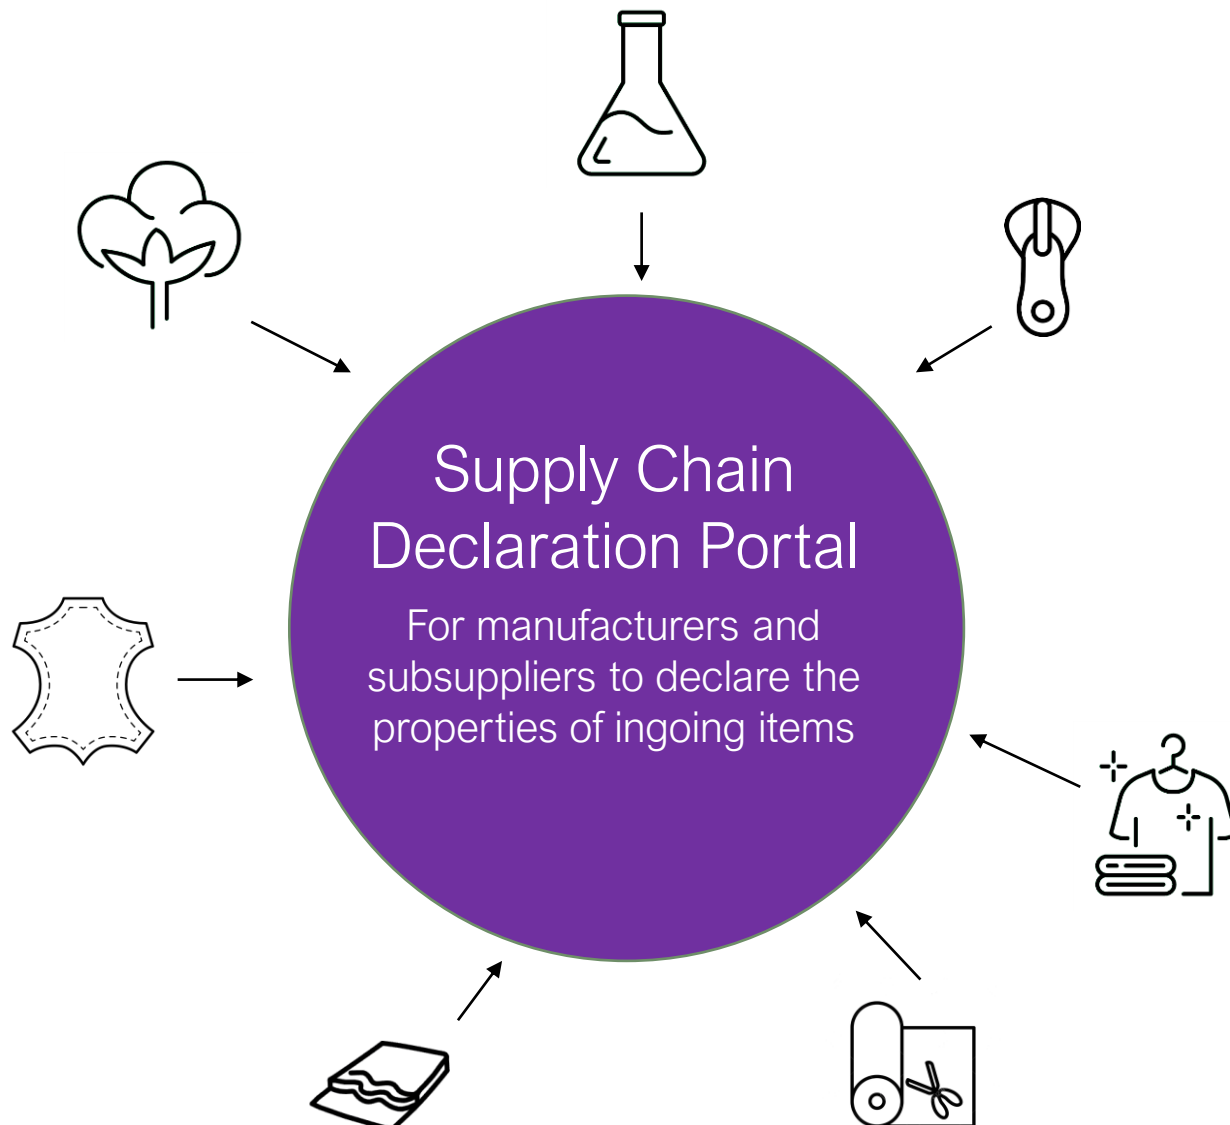 Supply Chain
Declaration Portal
For manufacturers and
subsuppliers to declare the
properties of ingoing items